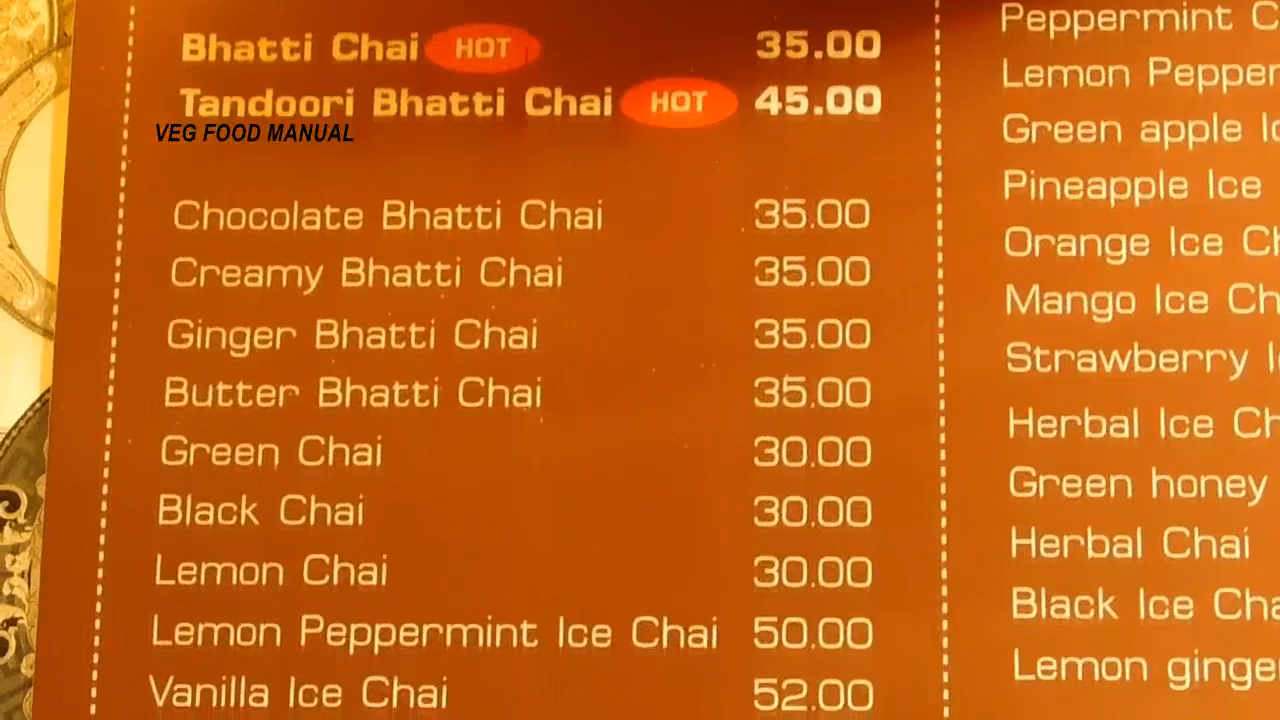 Bhatti Chai HOT 35.00
Tandoori Bhatti Chai HOT 45.00
VEG FOOD MANUAL
Chocolate Bhatti Chai 35.00
Creamy Bhatti Chai 35.00
Ginger Bhatti Chai 35.00
Butter Bhatti Chai 35.00
Green Chai 30.00
Black Chai 30.00
Lemon Chai 30.00
Lemon Peppermint Ice Chai 50.00
Vanilla Ice Chai 52.00
Peppermint
Lemon
Green apple
Pineapple Ice
Orange Ice
Mango Ice
Strawberry
Herbal Ice
Green honey
Herbal Chai
Black Ice
Lemon